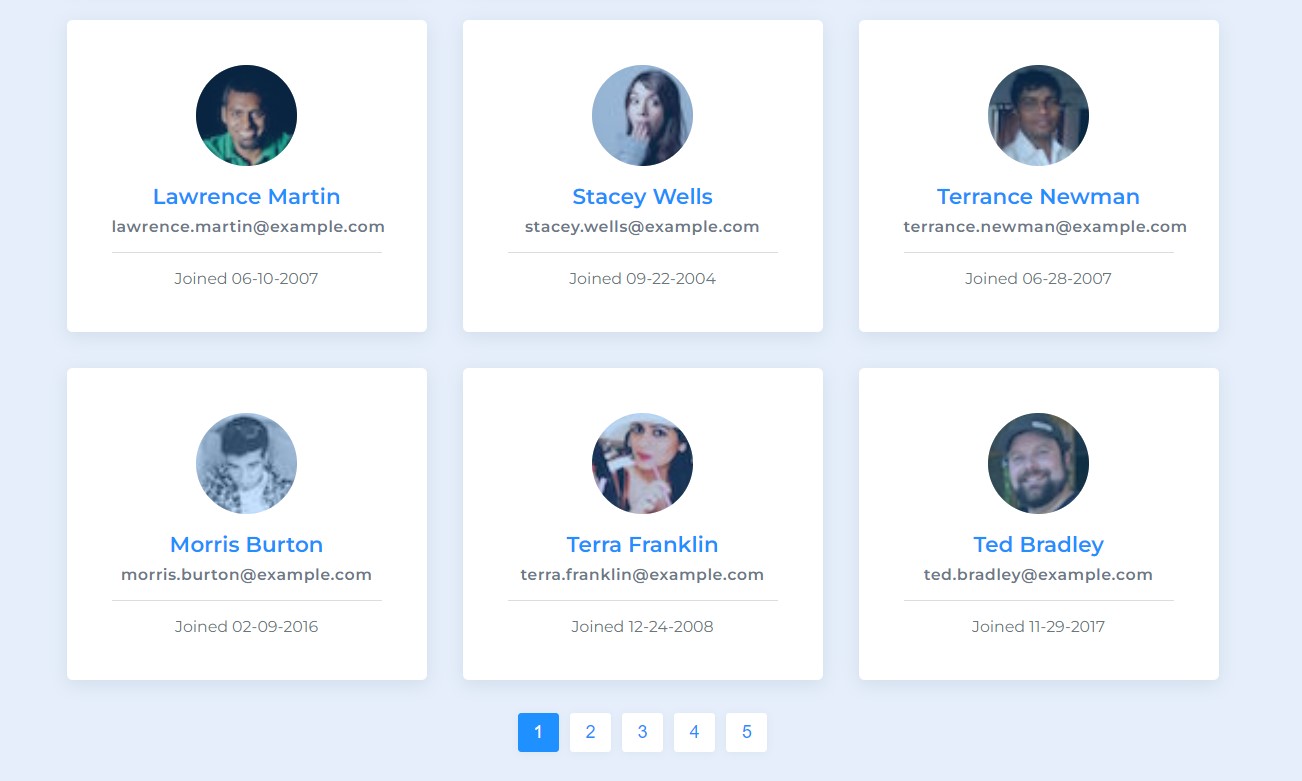 Lawrence Martin
lawrence.martin@example.com
Joined 06-10-2007
Stacey Wells
stacey.wells@example.com
Joined 09-22-2004
Terrance Newman
terrance.newman@example.com
Joined 06-28-2007
Morris Burton
morris.burton@example.com
Joined 02-09-2016
Terra Franklin
terra.franklin@example.com
Joined 12-24-2008
Ted Bradley
ted.bradley@example.com
Joined 11-29-2017
1 2 3 4 5